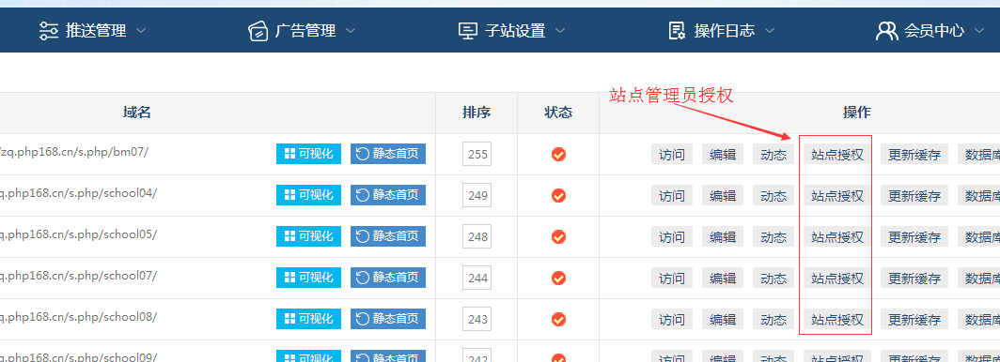 推送管理 广告管理 子站设置 操作日志 会员中心
站点管理员授权
域名 排序 状态 操作
/zq.php168.cn/s.php/bm07/ 可视化 静态首页 255 访问 编辑 动态 站点授权 更新缓存 数据库
q.php168.cn/s.php/school04/ 可视化 静态首页 249 访问 编辑 动态 站点授权 更新缓存 数据库
q.php168.cn/s.php/school05/ 可视化 静态首页 248 访问 编辑 动态 站点授权 更新缓存 数据库
q.php168.cn/s.php/school07/ 可视化 静态首页 244 访问 编辑 动态 站点授权 更新缓存 数据库
q.php168.cn/s.php/school08/ 可视化 静态首页 243 访问 编辑 动态 站点授权 更新缓存 数据库
q.php168.cn/s.php/school09/ 可视化 静态首页 242 访问 编辑 动态 站点授权 更新缓存 数据库